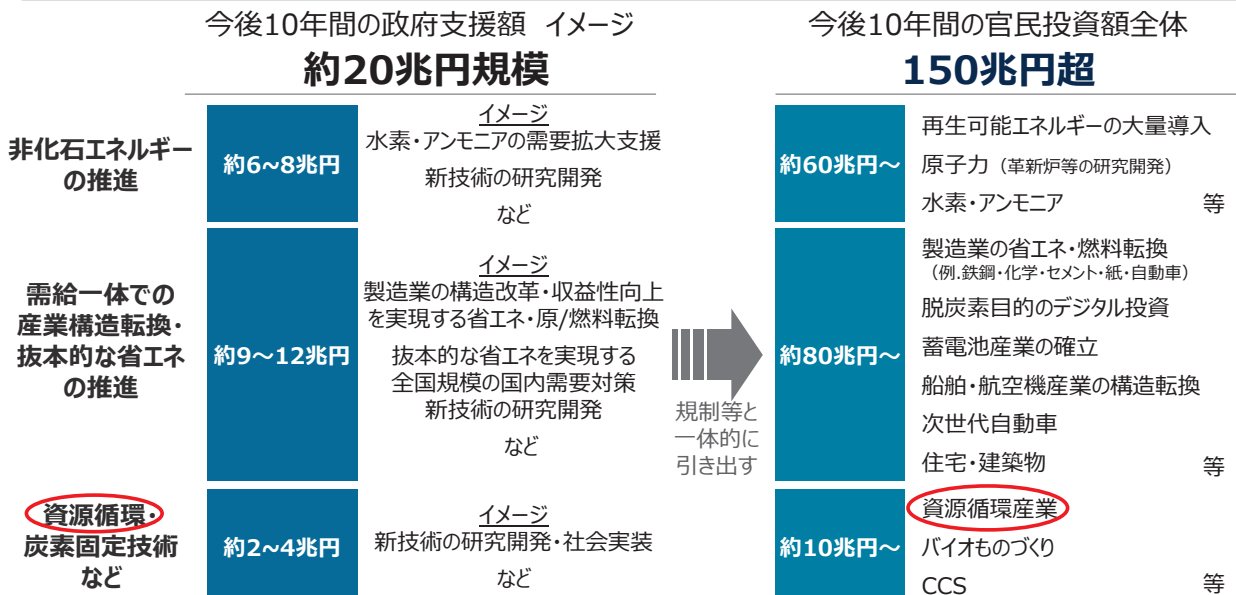 今後10年間の政府支援額 イメージ
約20兆円規模
今後10年間の官民投資額全体
150兆円超
非化石エネルギー
の推進
約6~8兆円
イメージ
水素・アンモニアの需要拡大支援
新技術の研究開発
など
約60兆円~
再生可能エネルギーの大量導入
原子力（革新炉等の研究開発）
水素・アンモニア 等
需給一体での
産業構造転換・
抜本的な省エネ
の推進
約9~12兆円
イメージ
製造業の構造改革・収益性向上
を実現する省エネ・原/燃料転換
抜本的な省エネを実現する
全国規模の国内需要対策
新技術の研究開発
など
規制等と
一体的に
引き出す
約80兆円~
製造業の省エネ・燃料転換
（例.鉄鋼・化学・セメント・紙・自動車）
脱炭素目的のデジタル投資
蓄電池産業の確立
船舶・航空機産業の構造転換
次世代自動車
住宅・建築物 等
資源循環・
炭素固定技術
など
約2~4兆円
イメージ
新技術の研究開発・社会実装
など
約10兆円~
資源循環産業
バイオものづくり
CCS 等